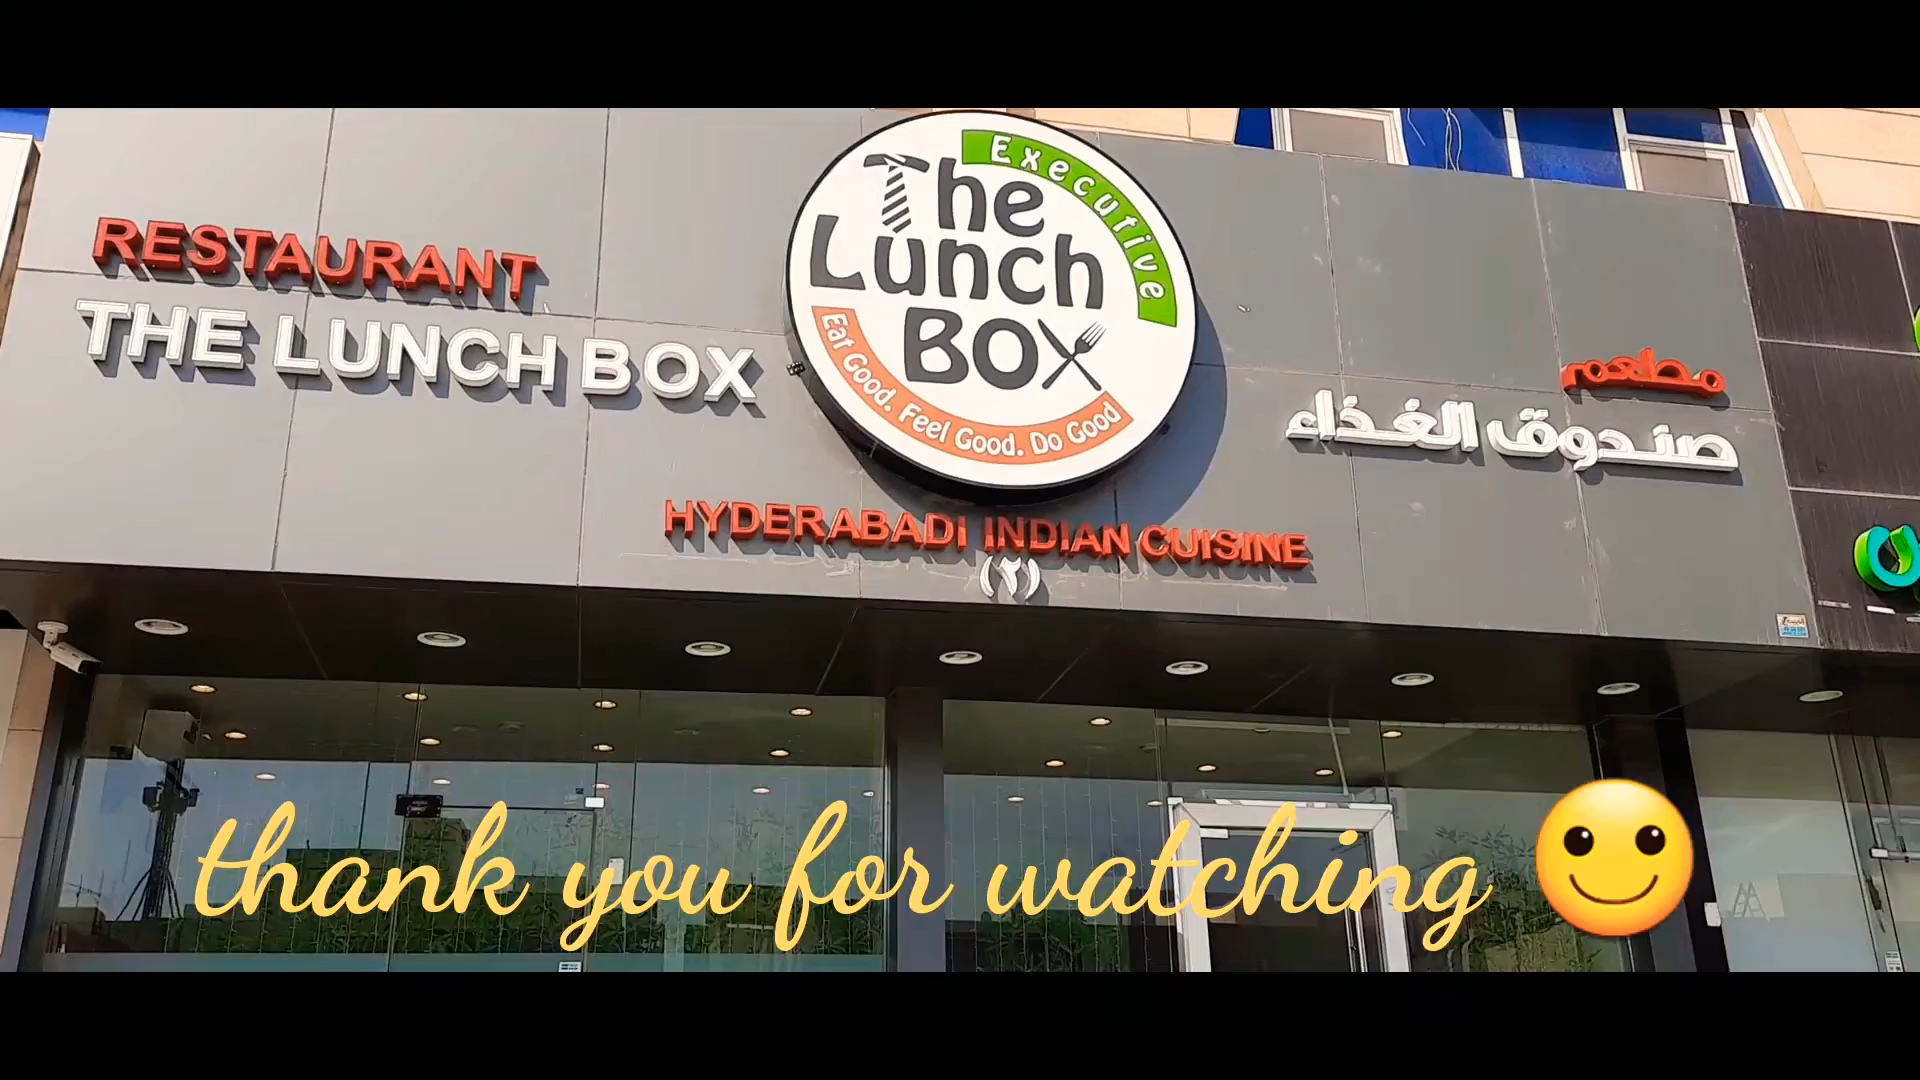 RESTAURANT
THE LUNCH BOX
Executive
The
Lunch
BOX
Eat Good. Feel Good. Do Good
مطعم
صندوق الغذاء
HYDERABADI INDIAN CUISINE
(٢)
thank you for watching 🙂